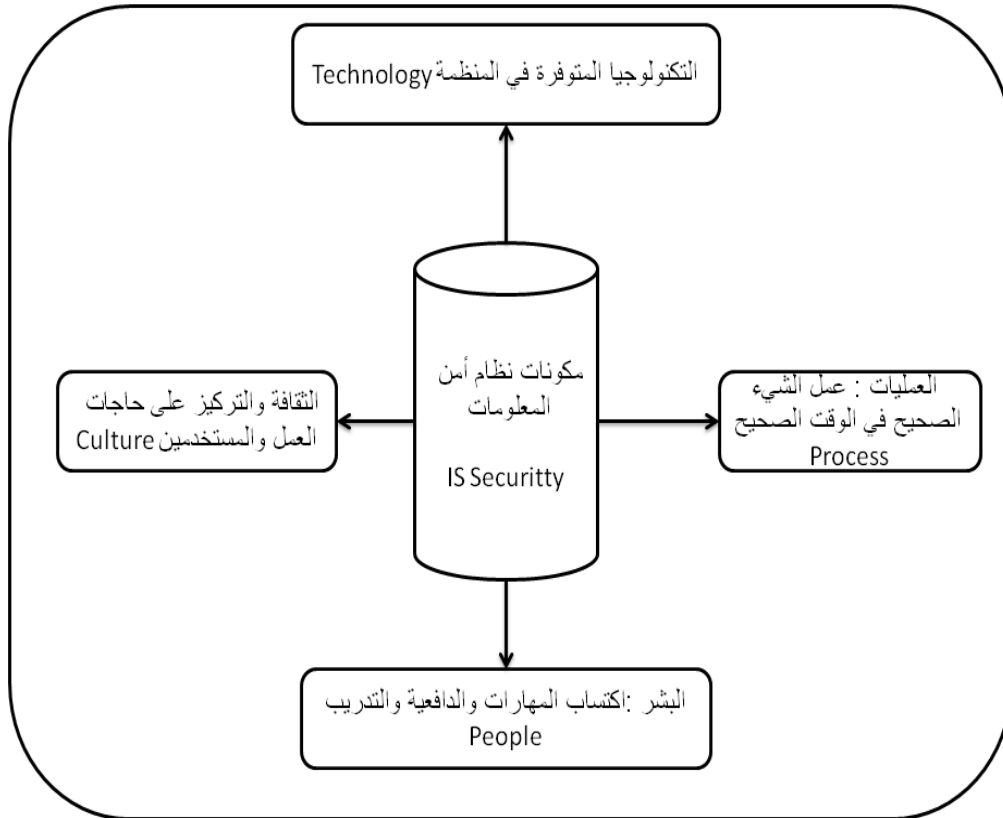 التكنولوجيا المتوفرة في المنظمة Technology
مكونات نظام أمن
المعلومات
IS Securitty
العمليات : عمل الشيء
الصحيح في الوقت الصحيح
Process
الثقافة والتركيز على حاجات
العمل والمستخدمين Culture
البشر :اكتساب المهارات والدافعية والتدريب
People